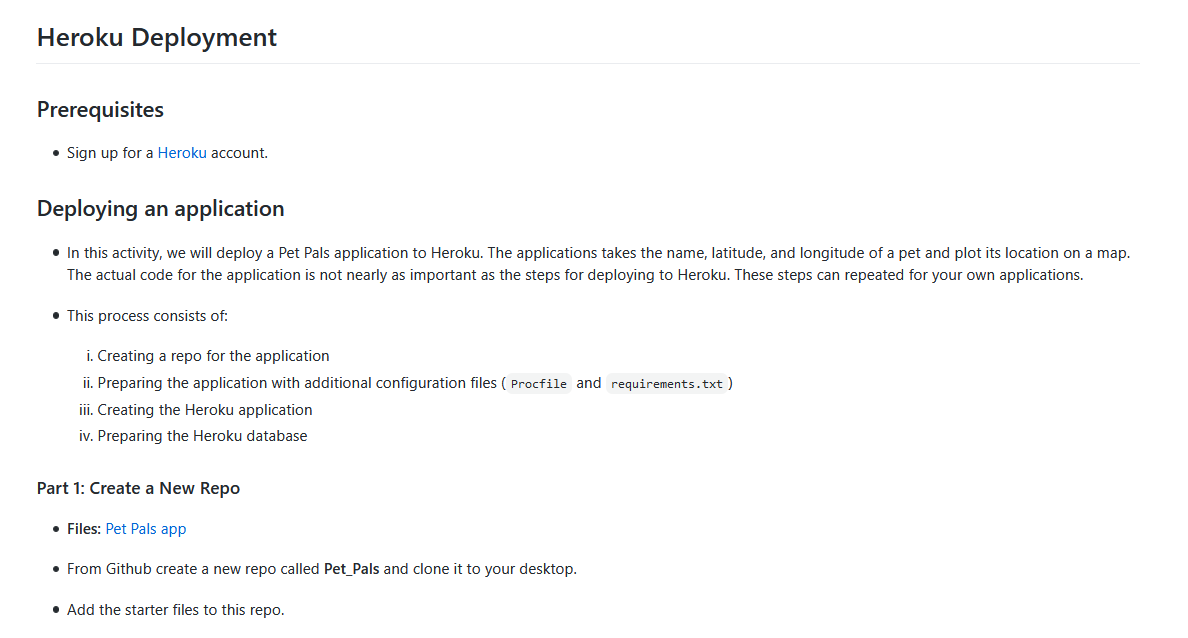 Heroku Deployment
Prerequisites
• Sign up for a Heroku account.
Deploying an application
• In this activity, we will deploy a Pet Pals application to Heroku. The applications takes the name, latitude, and longitude of a pet and plot its location on a map.
The actual code for the application is not nearly as important as the steps for deploying to Heroku. These steps can repeated for your own applications.
• This process consists of:
i. Creating a repo for the application
ii. Preparing the application with additional configuration files ( Procfile and requirements.txt )
iii. Creating the Heroku application
iv. Preparing the Heroku database
Part 1: Create a New Repo
• Files: Pet Pals app
• From Github create a new repo called Pet_Pals and clone it to your desktop.
• Add the starter files to this repo.